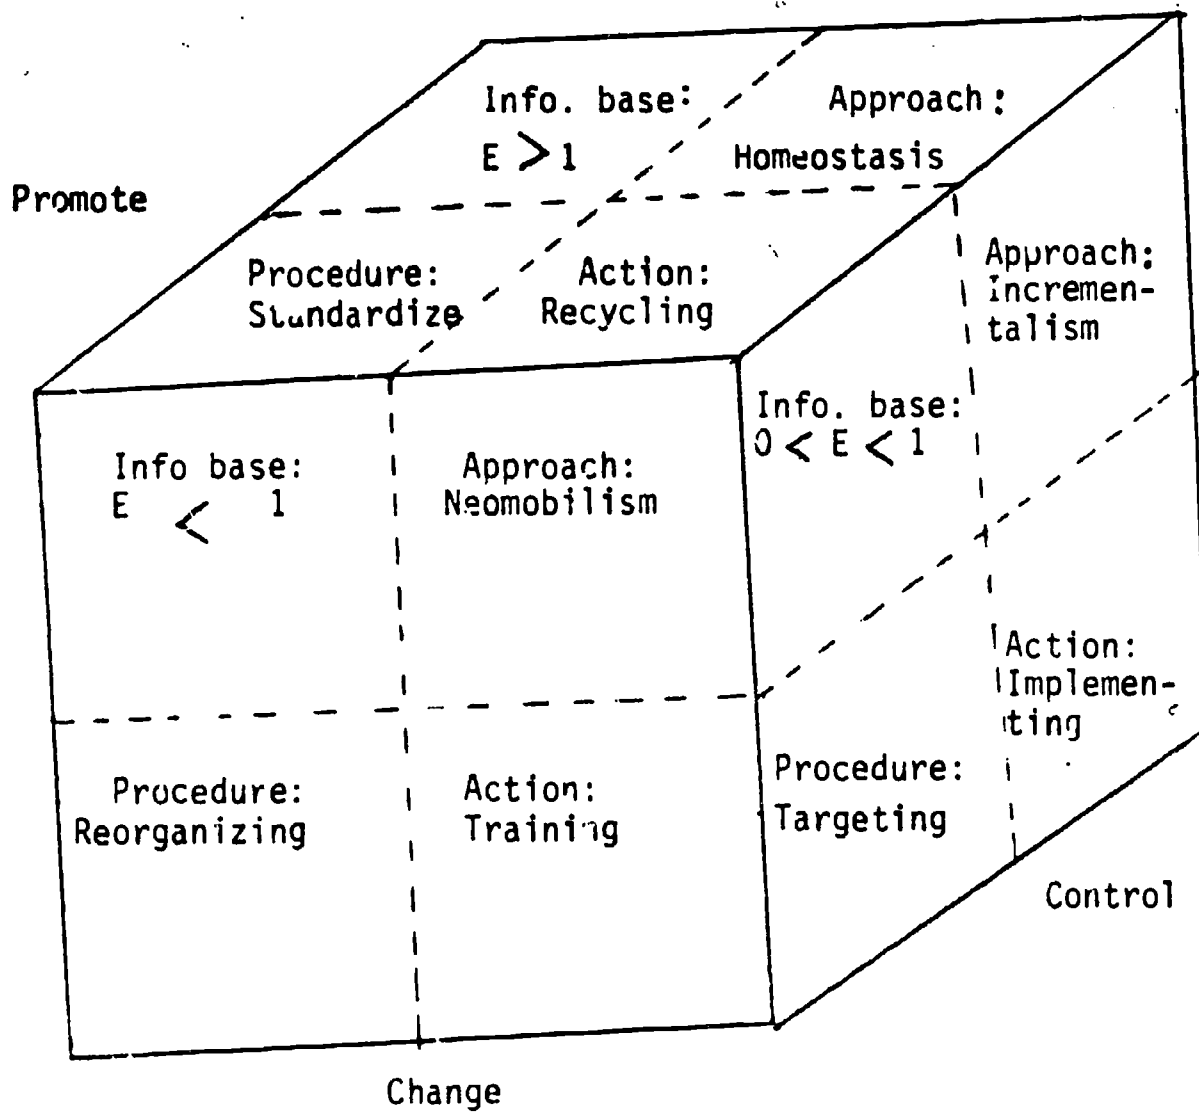 Info. base:
E > 1
Approach:
Homeostasis
Promote
Procedure:
Standardize
Action:
Recycling
Approach:
Incremen-
talism
Info. base:
0 < E < 1
Info base:
E < 1
Approach:
Neomobilism
Action:
Implemen-
ting
Procedure:
Reorganizing
Action:
Training
Procedure:
Targeting
Control
Change